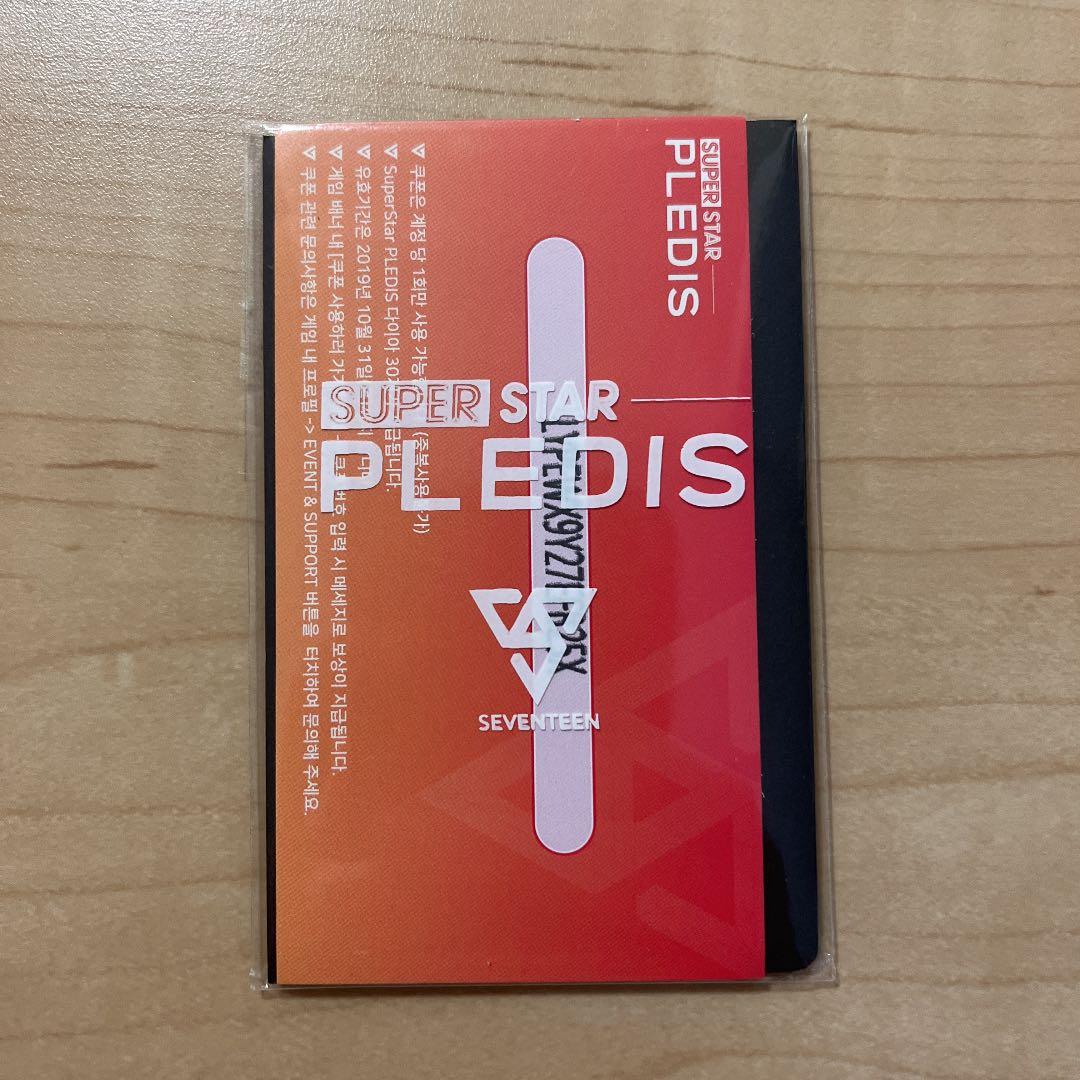 SUPER STAR
PLEDIS
▽ 쿠폰은 계정 당 1회만 사용 가능
▽ SuperStar PLEDIS 다이아
▽ 유효기간은 2019년 10월 31일
▽ 게임 배너 내 [쿠폰 사용하러 입력 시 메세지로 보상이 지급됩니다.
▽ 쿠폰 관련 문의사항은 게임 내 프로필 -> EVENT & SUPPORT 버튼을 터치하여 문의해 주세요.
SUPER STAR
PLEDIS
SEVENTEEN